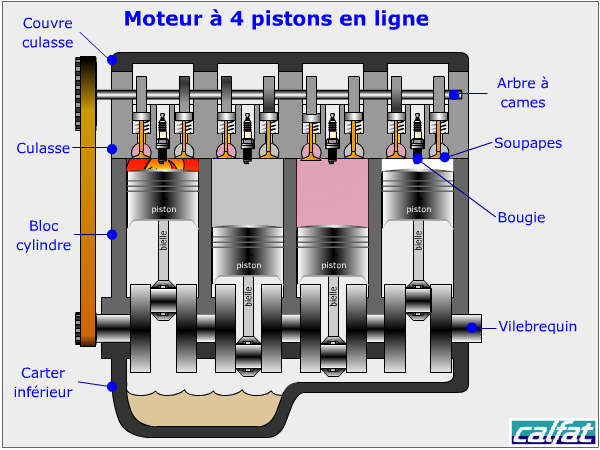 Moteur à 4 pistons en ligne
Couvre
culasse
Arbre à
cames
Culasse
Soupapes
piston
piston
piston
piston
Bougie
Bloc
cylindre
bielle
bielle
bielle
bielle
Vilebrequin
Carter
inférieur
calfat